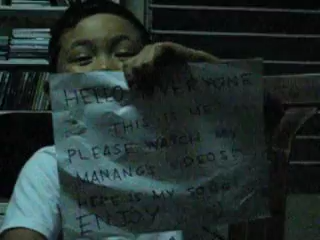 HELLO EVERYONE
THIS IS ME
PLEASE WATCH MY
MANANG'S VIDEOS!
HERE IS MY SONG!
ENJOY